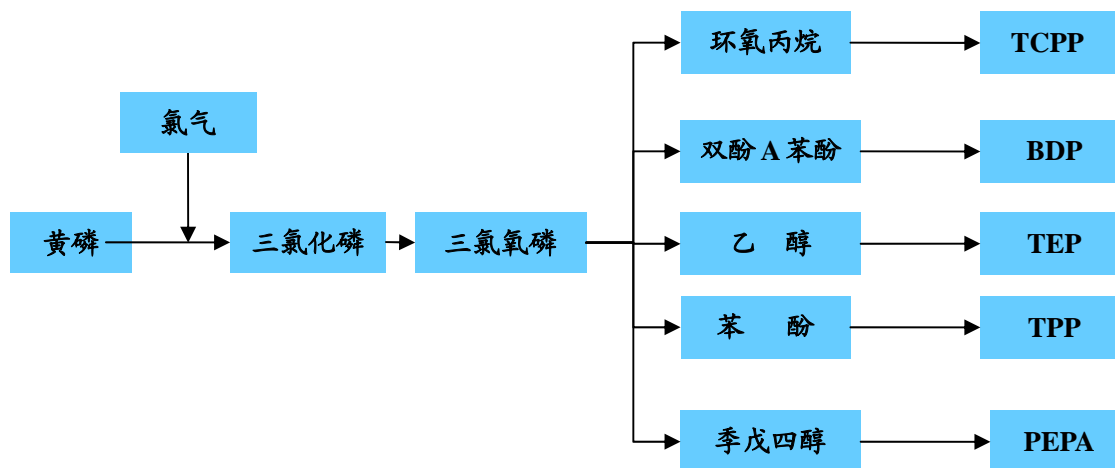 环氧丙烷
TCPP
氯气
双酚 A 苯酚
BDP
黄磷
三氯化磷
三氯氧磷
乙 醇
TEP
苯 酚
TPP
季戊四醇
PEPA